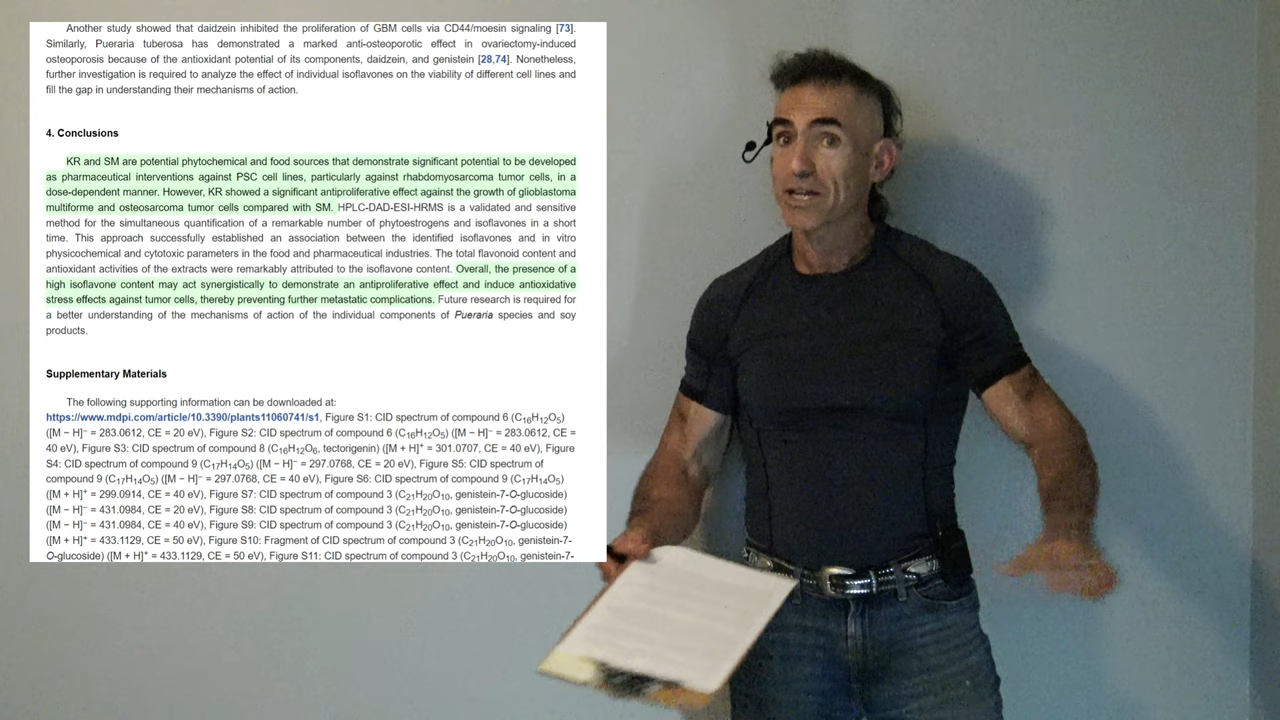 Another study showed that daidzein inhibited the proliferation of GBM cells via CD44/moesin signaling [73].
Similarly, Pueraria tuberosa has demonstrated a marked anti-osteoporotic effect in ovariectomy-induced
osteoporosis because of the antioxidant potential of its components, daidzein, and genistein [28,74]. Nonetheless,
further investigation is required to analyze the effect of individual isoflavones on the viability of different cell lines and
fill the gap in understanding their mechanisms of action.
4. Conclusions
KR and SM are potential phytochemical and food sources that demonstrate significant potential to be developed
as pharmaceutical interventions against PSC cell lines, particularly against rhabdomyosarcoma tumor cells, in a
dose-dependent manner. However, KR showed a significant antiproliferative effect against the growth of glioblastoma
multiforme and osteosarcoma tumor cells compared with SM. HPLC-DAD-ESI-HRMS is a validated and sensitive
method for the simultaneous quantification of a remarkable number of phytoestrogens and isoflavones in a short
time. This approach successfully established an association between the identified isoflavones and in vitro
physicochemical and cytotoxic parameters in the food and pharmaceutical industries. The total flavonoid content and
antioxidant activities of the extracts were remarkably attributed to the isoflavone content. Overall, the presence of a
high isoflavone content may act synergistically to demonstrate an antiproliferative effect and induce antioxidative
stress effects against tumor cells, thereby preventing further metastatic complications. Future research is required for
a better understanding of the mechanisms of action of the individual components of Pueraria species and soy
products.
Supplementary Materials
The following supporting information can be downloaded at:
https://www.mdpi.com/article/10.3390/plants11060741/s1, Figure S1: CID spectrum of compound 6 (C₁₆H₁₂O₅)
([M − H]⁻ = 283.0612, CE = 20 eV), Figure S2: CID spectrum of compound 6 (C₁₆H₁₂O₅) ([M − H]⁻ = 283.0612, CE =
40 eV), Figure S3: CID spectrum of compound 8 (C₁₆H₁₂O₆, tectorigenin) ([M + H]⁺ = 301.0707, CE = 40 eV), Figure
S4: CID spectrum of compound 9 (C₁₇H₁₄O₅) ([M − H]⁻ = 297.0768, CE = 20 eV), Figure S5: CID spectrum of
compound 9 (C₁₇H₁₄O₅) ([M − H]⁻ = 297.0768, CE = 40 eV), Figure S6: CID spectrum of compound 9 (C₁₇H₁₄O₅)
([M + H]⁺ = 299.0914, CE = 40 eV), Figure S7: CID spectrum of compound 3 (C₂₁H₂₀O₁₀, genistein-7-O-glucoside)
([M − H]⁻ = 431.0984, CE = 20 eV), Figure S8: CID spectrum of compound 3 (C₂₁H₂₀O₁₀, genistein-7-O-glucoside)
([M − H]⁻ = 431.0984, CE = 40 eV), Figure S9: CID spectrum of compound 3 (C₂₁H₂₀O₁₀, genistein-7-O-glucoside)
([M + H]⁺ = 433.1129, CE = 50 eV), Figure S10: Fragment of CID spectrum of compound 3 (C₂₁H₂₀O₁₀, genistein-7-
O-glucoside) ([M + H]⁺ = 433.1129, CE = 50 eV), Figure S11: CID spectrum of compound 3 (C₂₁H₂₀O₁₀, genistein-7-